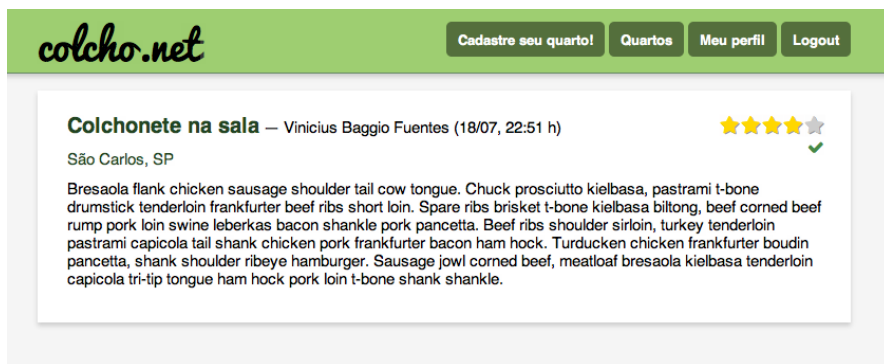 colcho.net
Cadastre seu quarto! Quartos Meu perfil Logout
Colchonete na sala — Vinicius Baggio Fuentes (18/07, 22:51 h)
São Carlos, SP
Bresaola flank chicken sausage shoulder tail cow tongue. Chuck prosciutto kielbasa, pastrami t-bone
drumstick tenderloin frankfurter beef ribs short loin. Spare ribs brisket t-bone kielbasa biltong, beef corned beef
rump pork loin swine leberkas bacon shankle pork pancetta. Beef ribs shoulder sirloin, turkey tenderloin
pastrami capicola tail shank chicken pork frankfurter bacon ham hock. Turducken chicken frankfurter boudin
pancetta, shank shoulder ribeye hamburger. Sausage jowl corned beef, meatloaf bresaola kielbasa tenderloin
capicola tri-tip tongue ham hock pork loin t-bone shank shankle.